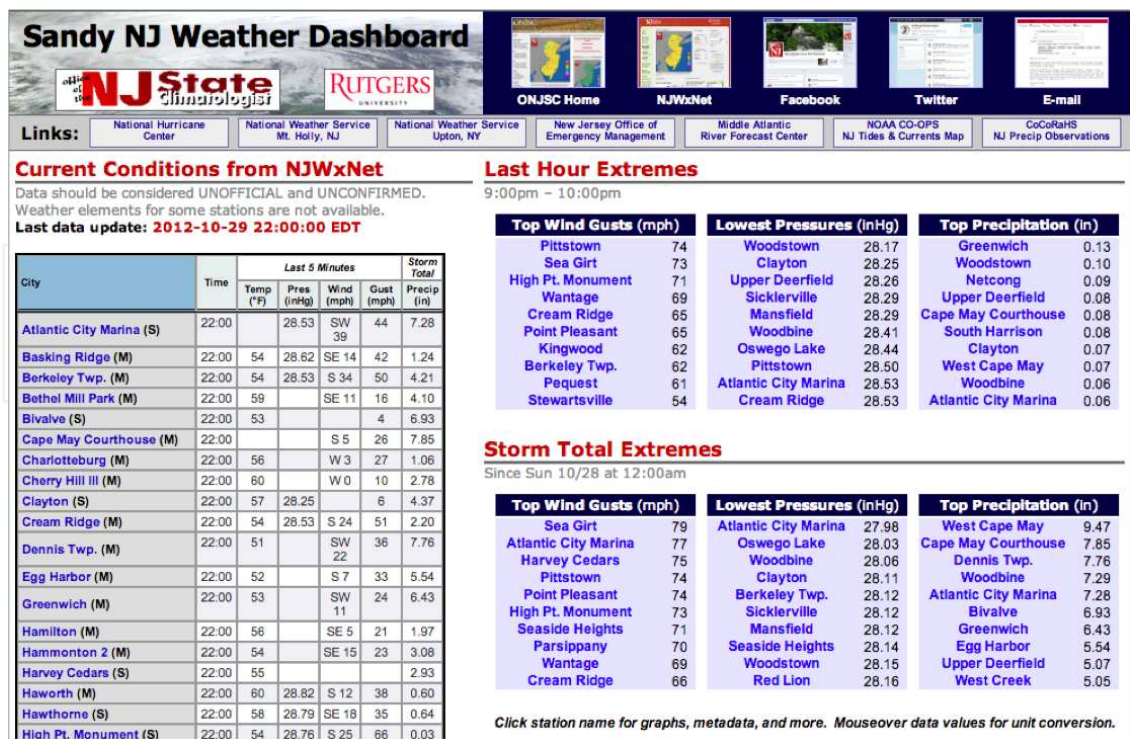 Sandy NJ Weather Dashboard
office of the NJ State Climatologist
RUTGERS
UNIVERSITY
ONJSC Home NJWxNet Facebook Twitter E-mail
Links:
National Hurricane Center
National Weather Service Mt. Holly, NJ
National Weather Service Upton, NY
New Jersey Office of Emergency Management
Middle Atlantic River Forecast Center
NOAA CO-OPS NJ Tides & Currents Map
CoCoRaHS NJ Precip Observations
Current Conditions from NJWxNet
Data should be considered UNOFFICIAL and UNCONFIRMED.
Weather elements for some stations are not available.
Last data update: 2012-10-29 22:00:00 EDT
City Time Last 5 Minutes Storm Total
Temp (°F) Pres (inHg) Wind (mph) Gust (mph) Precip (in)
Atlantic City Marina (S) 22:00 28.53 SW 39 44 7.28
Basking Ridge (M) 22:00 54 28.62 SE 14 42 1.24
Berkeley Twp. (M) 22:00 54 28.53 S 34 50 4.21
Bethel Mill Park (M) 22:00 59 SE 11 16 4.10
Bivalve (S) 22:00 53 4 6.93
Cape May Courthouse (M) 22:00 S 5 26 7.85
Charlotteburg (M) 22:00 56 W 3 27 1.06
Cherry Hill III (M) 22:00 60 W 0 10 2.78
Clayton (S) 22:00 57 28.25 6 4.37
Cream Ridge (M) 22:00 54 28.53 S 24 51 2.20
Dennis Twp. (M) 22:00 51 SW 22 36 7.76
Egg Harbor (M) 22:00 52 S 7 33 5.54
Greenwich (M) 22:00 53 SW 11 24 6.43
Hamilton (M) 22:00 56 SE 5 21 1.97
Hammonton 2 (M) 22:00 54 SE 15 23 3.08
Harvey Cedars (S) 22:00 55 2.93
Haworth (M) 22:00 60 28.82 S 12 38 0.60
Hawthorne (S) 22:00 58 28.79 SE 18 35 0.64
High Pt. Monument (S) 22:00 54 28.76 S 25 66 0.03
Last Hour Extremes
9:00pm – 10:00pm
Top Wind Gusts (mph) Lowest Pressures (inHg) Top Precipitation (in)
Pittstown 74 Woodstown 28.17 Greenwich 0.13
Sea Girt 73 Clayton 28.25 Woodstown 0.10
High Pt. Monument 71 Upper Deerfield 28.26 Netcong 0.09
Wantage 69 Sicklerville 28.29 Upper Deerfield 0.08
Cream Ridge 65 Mansfield 28.29 Cape May Courthouse 0.08
Point Pleasant 65 Woodbine 28.41 South Harrison 0.08
Kingwood 62 Oswego Lake 28.44 Clayton 0.07
Berkeley Twp. 62 Pittstown 28.50 West Cape May 0.07
Pequest 61 Atlantic City Marina 28.53 Woodbine 0.06
Stewartsville 54 Cream Ridge 28.53 Atlantic City Marina 0.06
Storm Total Extremes
Since Sun 10/28 at 12:00am
Top Wind Gusts (mph) Lowest Pressures (inHg) Top Precipitation (in)
Sea Girt 79 Atlantic City Marina 27.98 West Cape May 9.47
Atlantic City Marina 77 Oswego Lake 28.03 Cape May Courthouse 7.85
Harvey Cedars 75 Woodbine 28.06 Dennis Twp. 7.76
Pittstown 74 Clayton 28.11 Woodbine 7.29
Point Pleasant 74 Berkeley Twp. 28.12 Atlantic City Marina 7.28
High Pt. Monument 73 Sicklerville 28.12 Bivalve 6.93
Seaside Heights 71 Mansfield 28.12 Greenwich 6.43
Parsippany 70 Seaside Heights 28.14 Egg Harbor 5.54
Wantage 69 Woodstown 28.15 Upper Deerfield 5.07
Cream Ridge 66 Red Lion 28.16 West Creek 5.05
Click station name for graphs, metadata, and more. Mouseover data values for unit conversion.